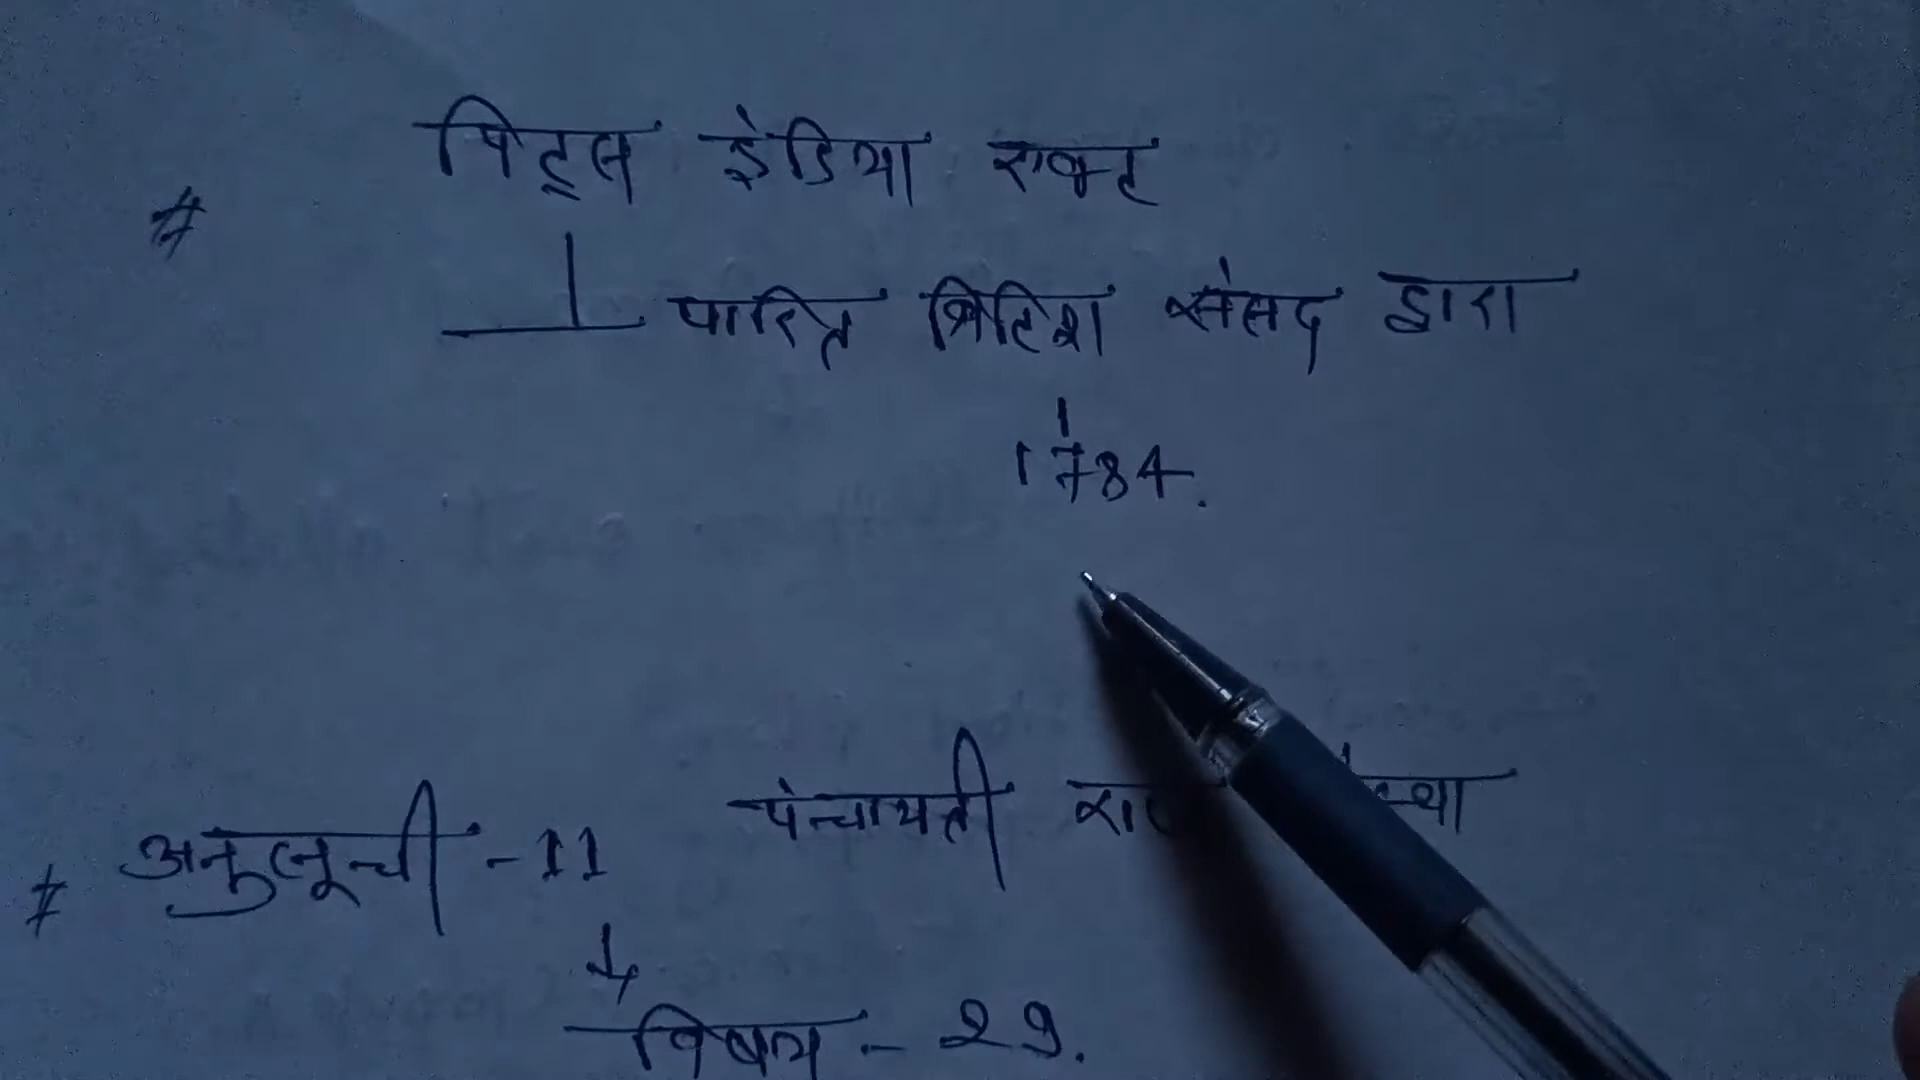 # पिट्स इंडिया एक्ट
पारित ब्रिटिश संसद द्वारा
1784.
# अनुसूची - 11 पंचायती
विषय - 29.